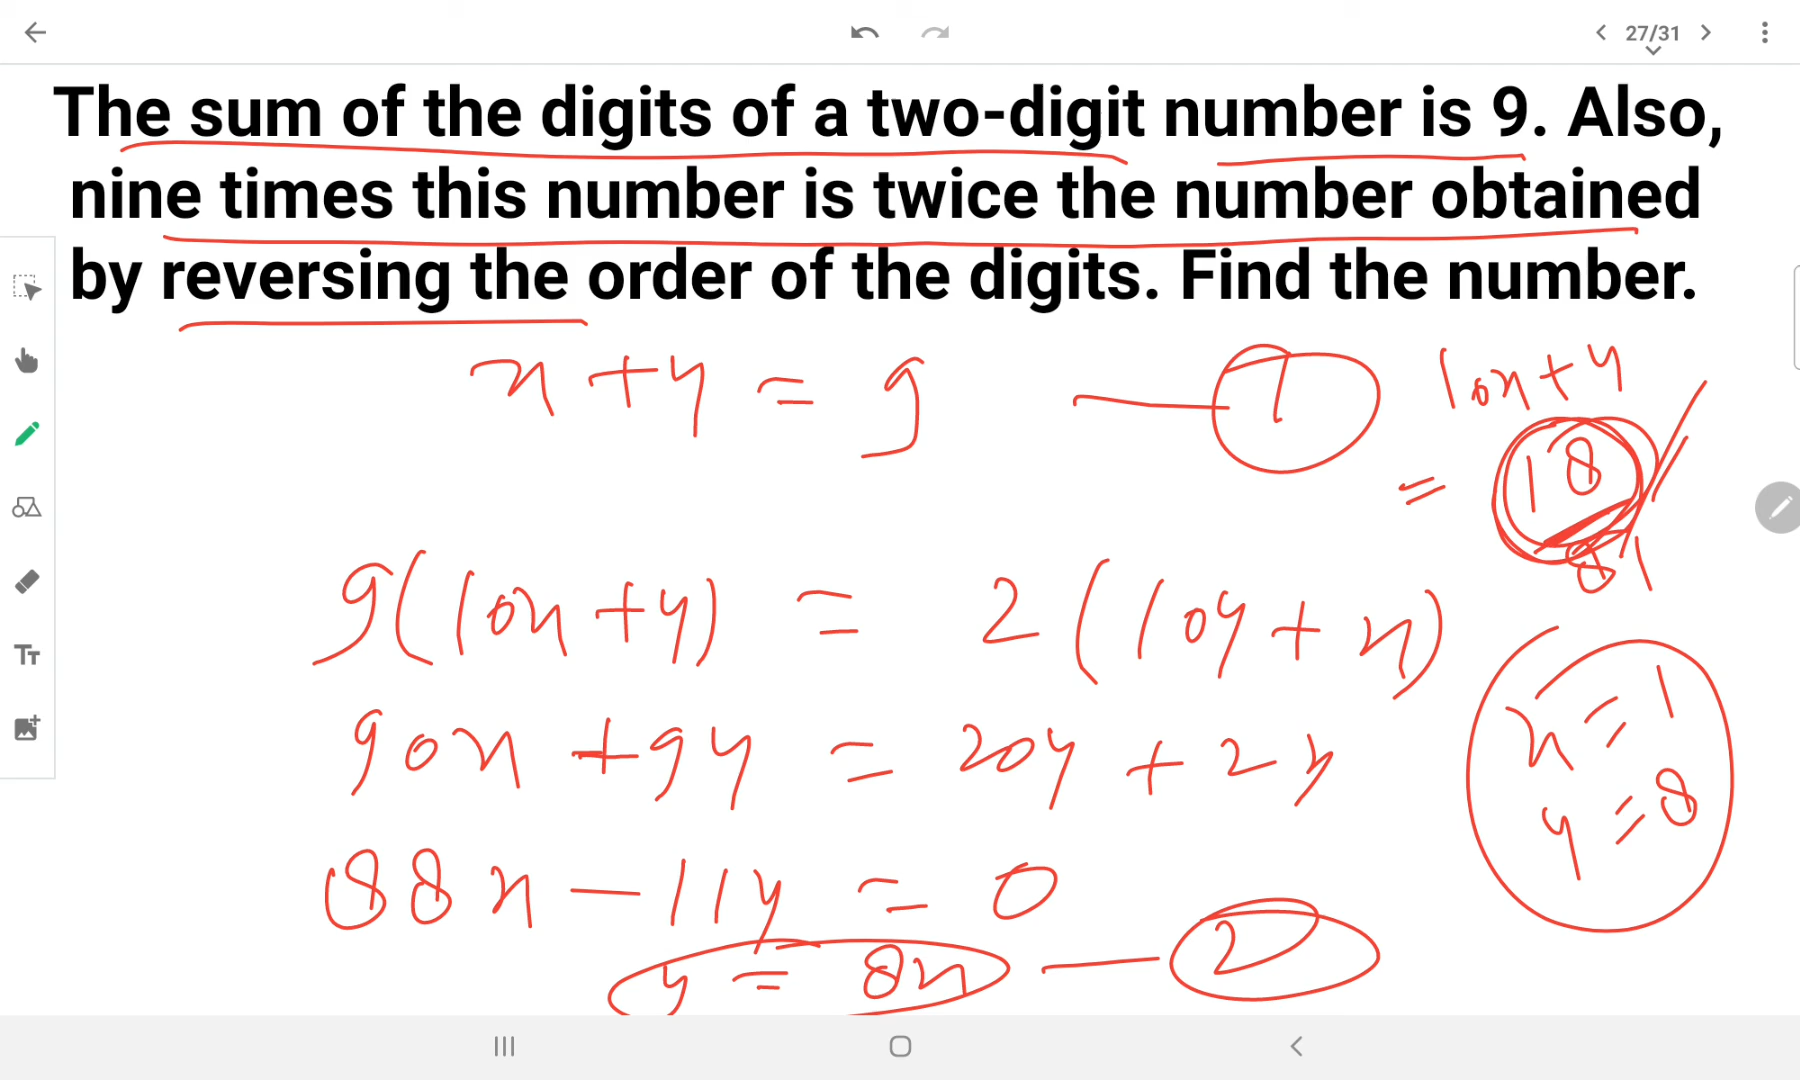 27/31
The sum of the digits of a two-digit number is 9. Also,
nine times this number is twice the number obtained
by reversing the order of the digits. Find the number.
x + y = 9 — 1
10x + y
= 18
81
9(10x + y) = 2(10y + x)
90x + 9y = 20y + 2x
x = 1
y = 8
88x - 11y = 0
y = 8x — 2
Tт